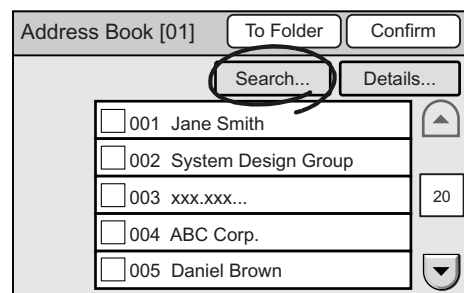 Address Book [01] To Folder Confirm
Search... Details...
001 Jane Smith
002 System Design Group
003 xxx.xxx...
20
004 ABC Corp.
005 Daniel Brown